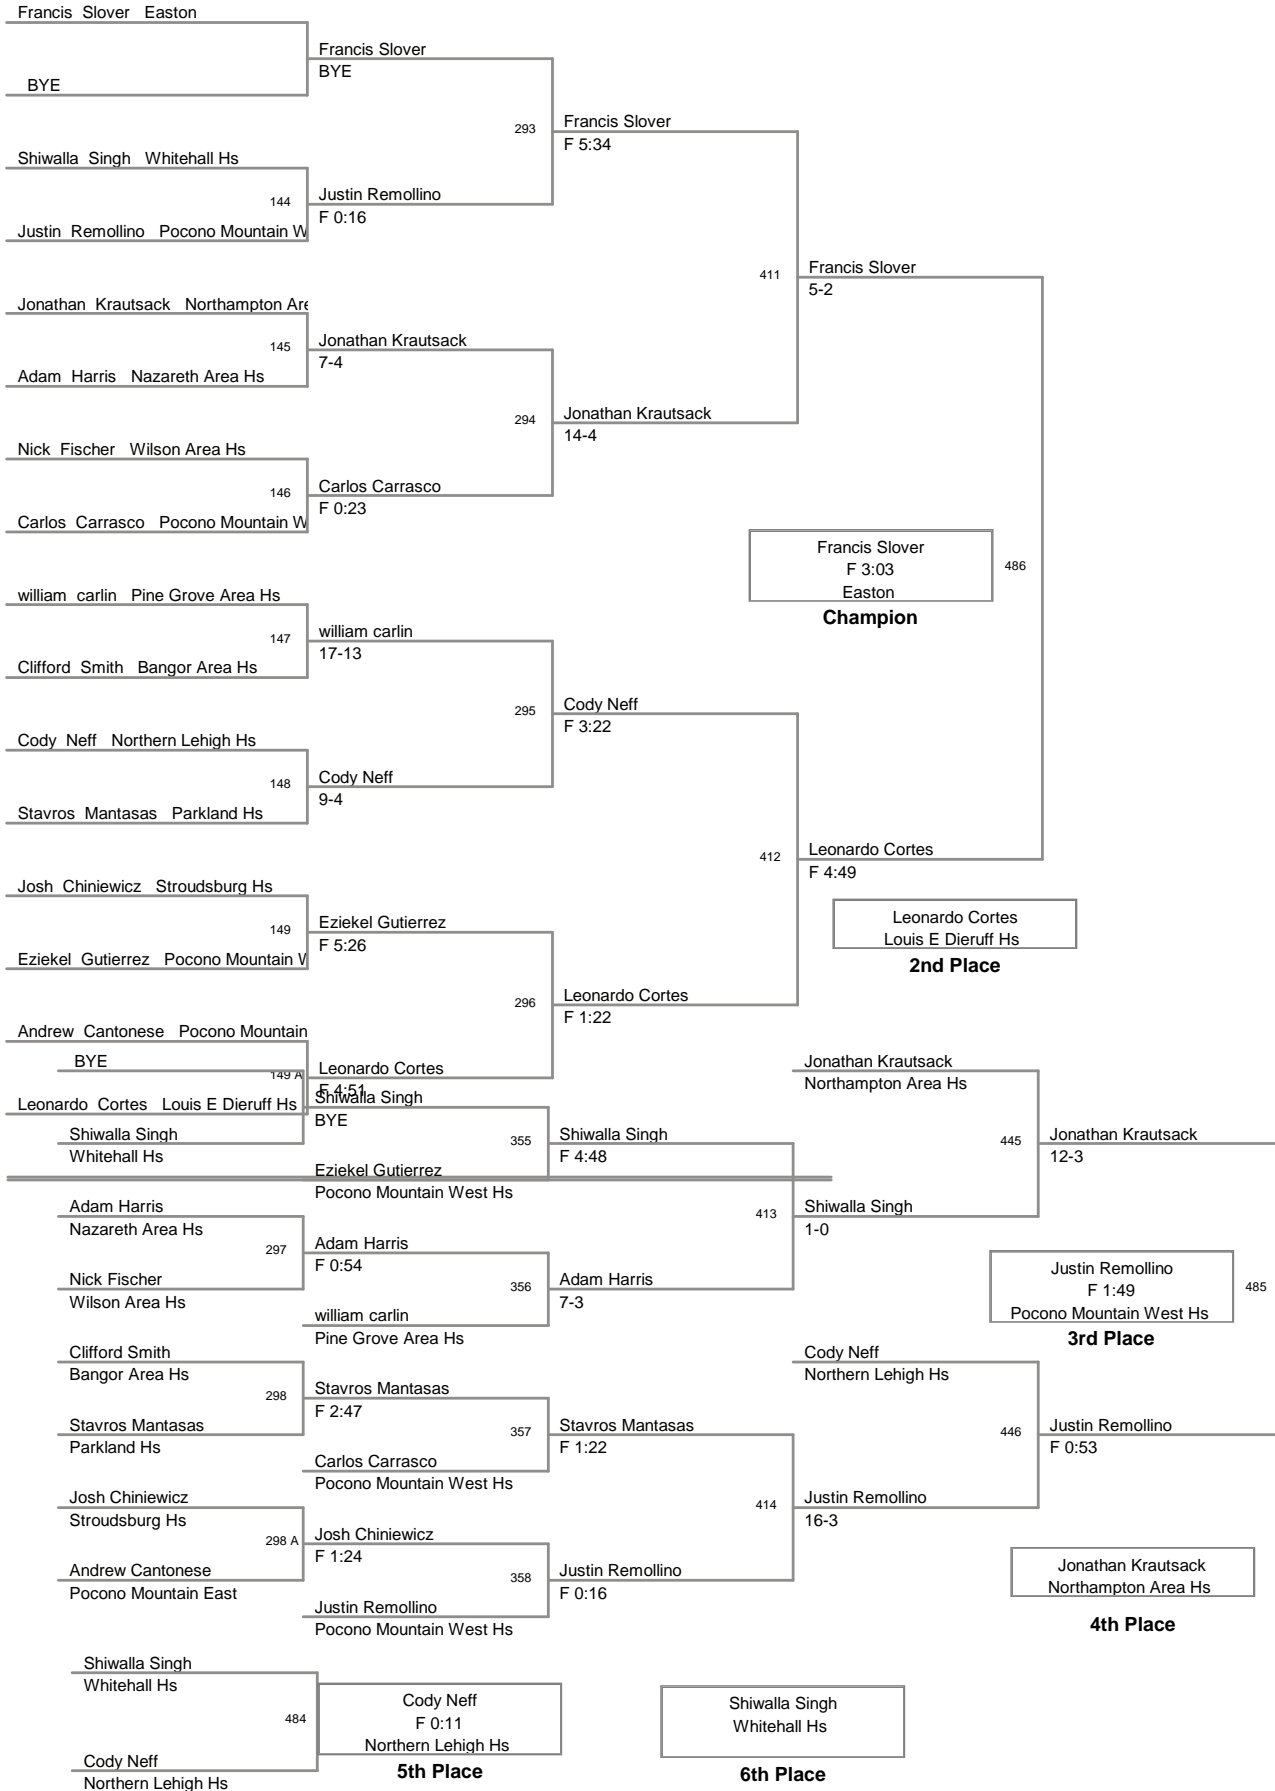 Francis Slover Easton
Francis Slover
BYE
BYE
293
Francis Slover
F 5:34
Shiwalla Singh Whitehall Hs
144
Justin Remollino
F 0:16
Justin Remollino Pocono Mountain W
411
Francis Slover
5-2
Jonathan Krautsack Northampton Are
145
Jonathan Krautsack
7-4
Adam Harris Nazareth Area Hs
294
Jonathan Krautsack
14-4
Nick Fischer Wilson Area Hs
146
Carlos Carrasco
F 0:23
Carlos Carrasco Pocono Mountain W
Francis Slover
F 3:03
Easton
486
Champion
william carlin Pine Grove Area Hs
147
william carlin
17-13
Clifford Smith Bangor Area Hs
295
Cody Neff
F 3:22
Cody Neff Northern Lehigh Hs
148
Cody Neff
9-4
Stavros Mantasas Parkland Hs
412
Leonardo Cortes
F 4:49
Josh Chiniewicz Stroudsburg Hs
149
Eziekel Gutierrez
F 5:26
Eziekel Gutierrez Pocono Mountain W
Leonardo Cortes
Louis E Dieruff Hs
2nd Place
296
Leonardo Cortes
F 1:22
Andrew Cantonese Pocono Mountain
149 A
Leonardo Cortes
F 4:51
Leonardo Cortes Louis E Dieruff Hs
BYE
Shiwalla Singh
BYE
Shiwalla Singh
Whitehall Hs
355
Shiwalla Singh
F 4:48
Eziekel Gutierrez
Pocono Mountain West Hs
Jonathan Krautsack
Northampton Area Hs
445
Jonathan Krautsack
12-3
413
Shiwalla Singh
1-0
Adam Harris
Nazareth Area Hs
297
Adam Harris
F 0:54
Nick Fischer
Wilson Area Hs
356
Adam Harris
7-3
william carlin
Pine Grove Area Hs
Justin Remollino
F 1:49
Pocono Mountain West Hs
485
3rd Place
Clifford Smith
Bangor Area Hs
298
Stavros Mantasas
F 2:47
Stavros Mantasas
Parkland Hs
357
Stavros Mantasas
F 1:22
Carlos Carrasco
Pocono Mountain West Hs
Cody Neff
Northern Lehigh Hs
446
Justin Remollino
F 0:53
414
Justin Remollino
16-3
Josh Chiniewicz
Stroudsburg Hs
298 A
Josh Chiniewicz
F 1:24
Andrew Cantonese
Pocono Mountain East
358
Justin Remollino
F 0:16
Justin Remollino
Pocono Mountain West Hs
Jonathan Krautsack
Northampton Area Hs
4th Place
Shiwalla Singh
Whitehall Hs
484
Cody Neff
F 0:11
Northern Lehigh Hs
5th Place
Cody Neff
Northern Lehigh Hs
Shiwalla Singh
Whitehall Hs
6th Place